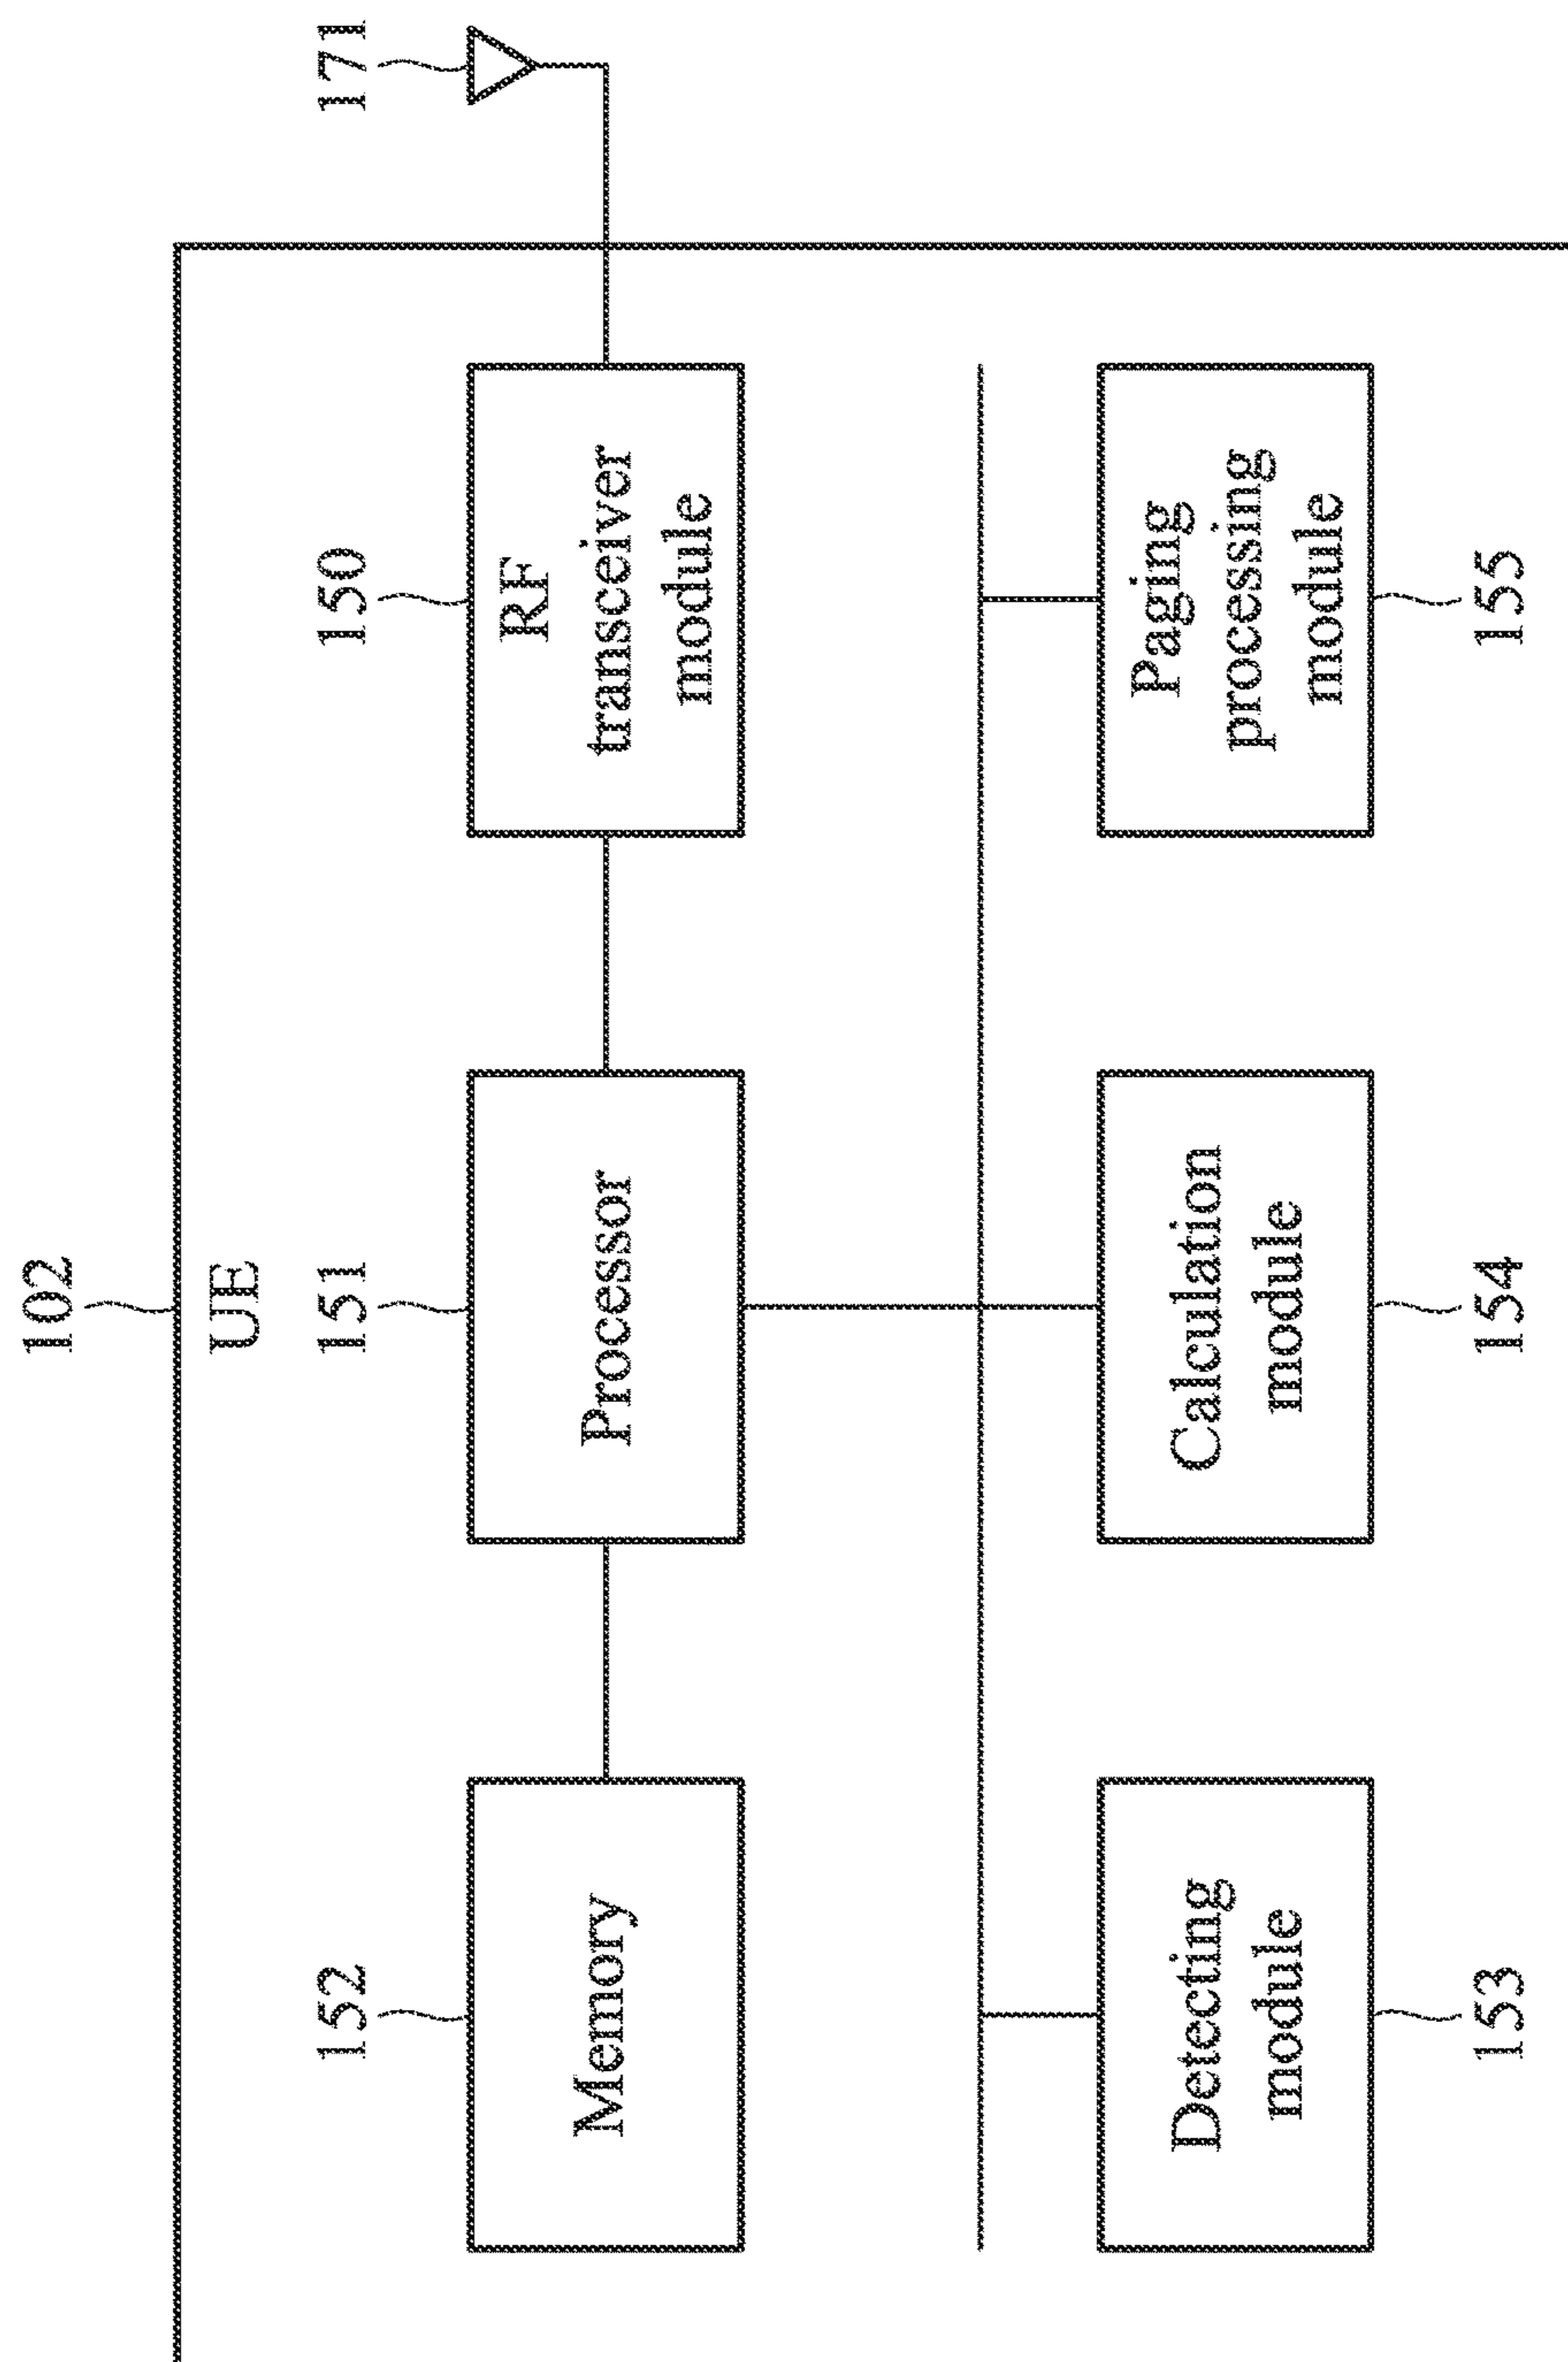 102
UE
152
151
150
171
Memory
Processor
RF
transceiver
module
Detecting
module
Calculation
module
Paging
processing
module
153
154
155